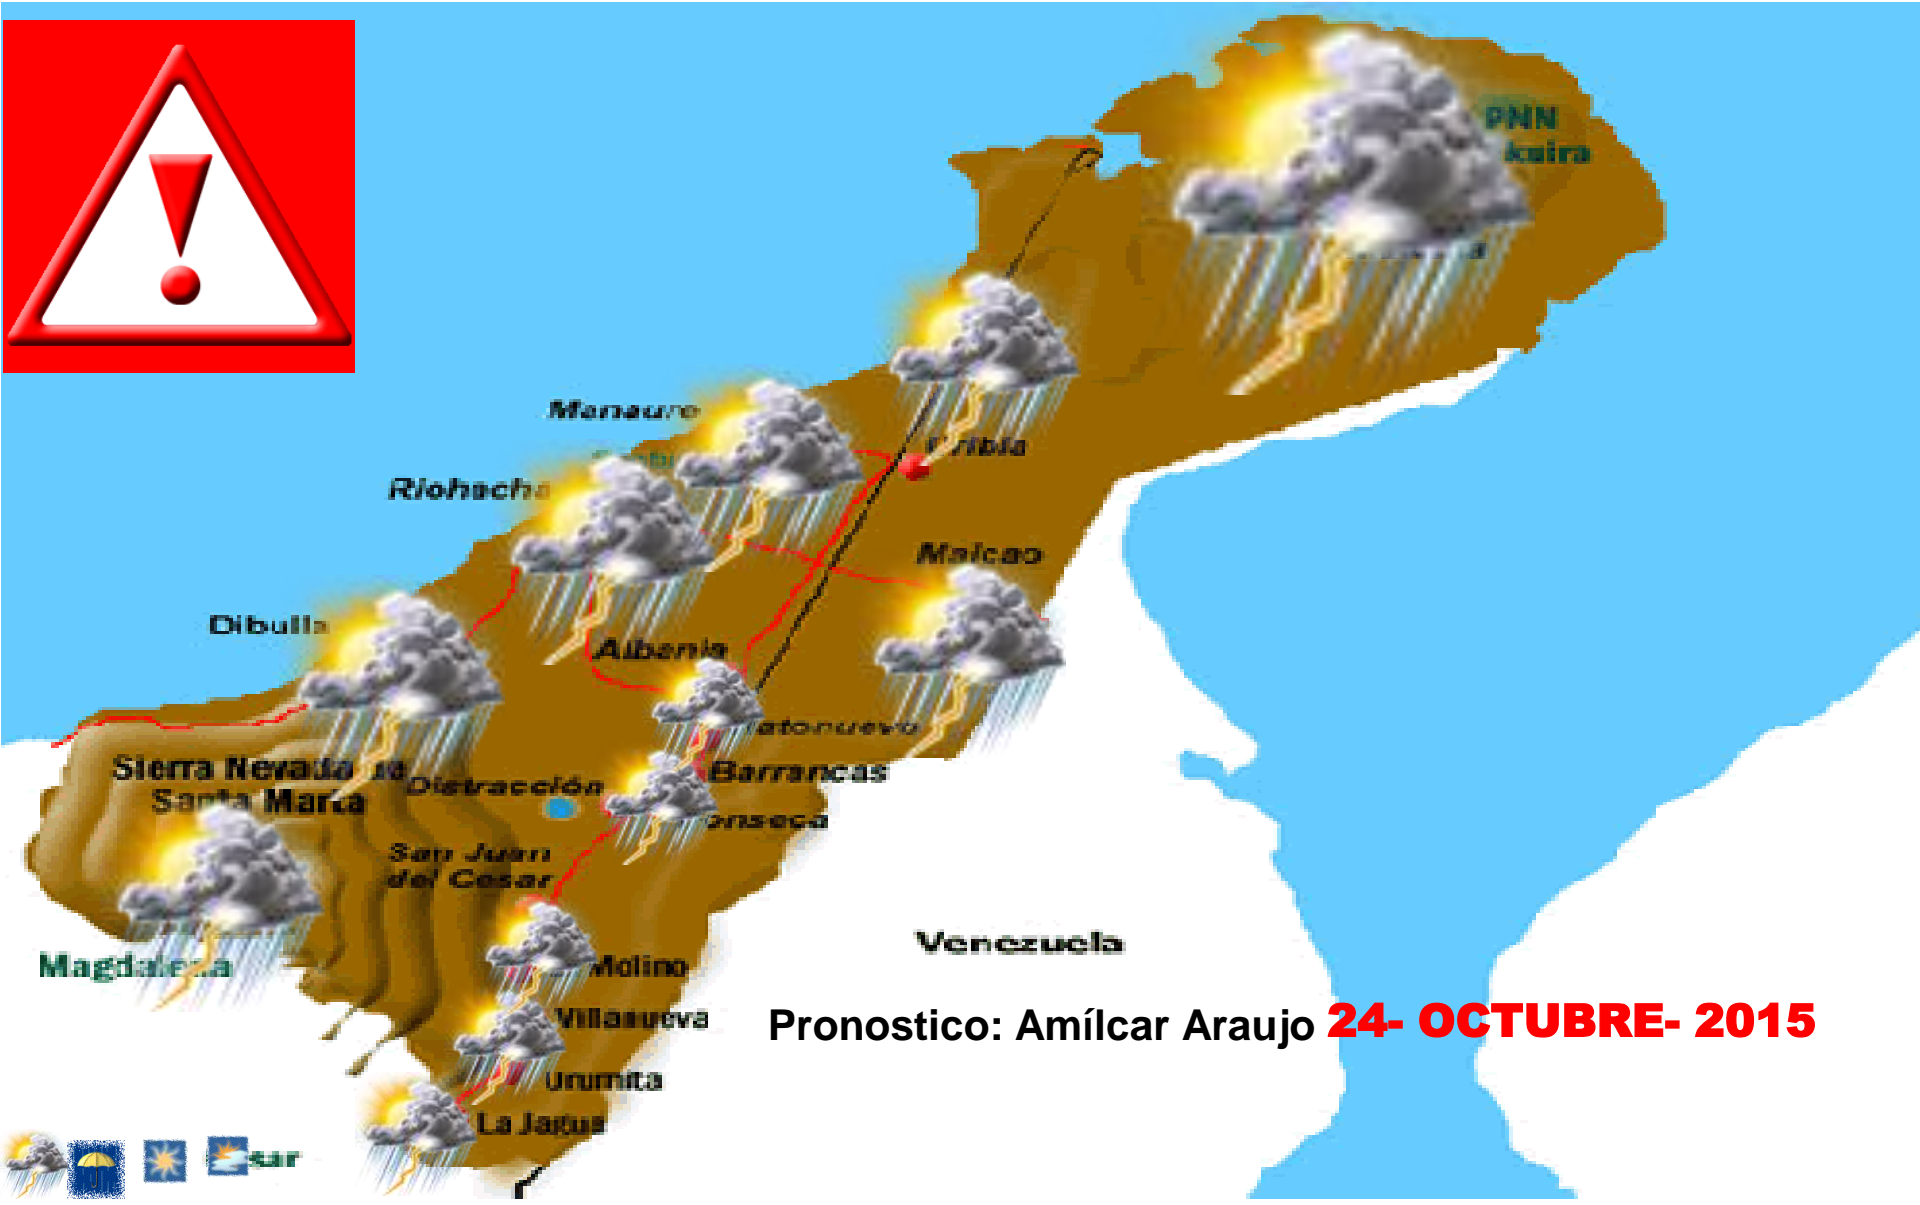 PNN
Manaure
Uribia
Riohacha
Maicao
Dibulla
Albania
Sierra Nevada de
Santa Marta
Distracción
Barrancas
San Juan
del Cesar
Venezuela
Magdalena
Molino
Villanueva
Pronostico: Amílcar Araujo 24- OCTUBRE- 2015
Urumita
La Jagua